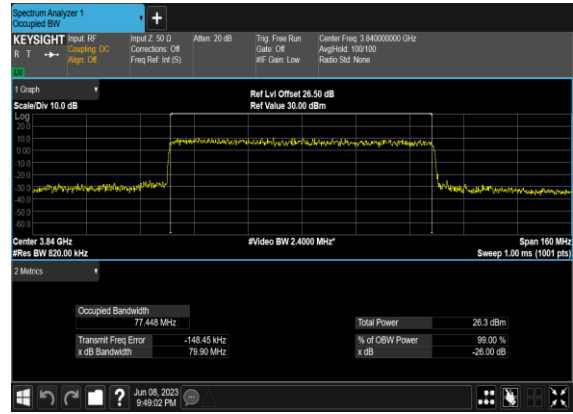 Spectrum Analyzer 1
Occupied BW
+
KEYSIGHT
R T
LW
Input: RF
Coupling: DC
Align: Off
Input Z: 50 Ω
Corrections: Off
Freq Ref: Int (S)
Atten: 20 dB
Trig: Free Run
Gate: Off
#IF Gain: Low
Center Freq: 3.840000000 GHz
Avg|Hold: 100/100
Radio Std: None
1 Graph
Scale/Div 10.0 dB
Ref Lvl Offset 26.50 dB
Ref Value 30.00 dBm
Log
20.0
10.0
0.00
-10.0
-20.0
-30.0
-40.0
-50.0
-60.0
Center 3.84 GHz
#Res BW 820.00 kHz
#Video BW 2.4000 MHz*
Span 160 MHz
Sweep 1.00 ms (1001 pts)
2 Metrics
Occupied Bandwidth
77.448 MHz
Total Power 26.3 dBm
Transmit Freq Error -148.45 kHz
% of OBW Power 99.00 %
x dB Bandwidth 79.90 MHz
x dB -26.00 dB
?
Jun 08, 2023
9:49:02 PM